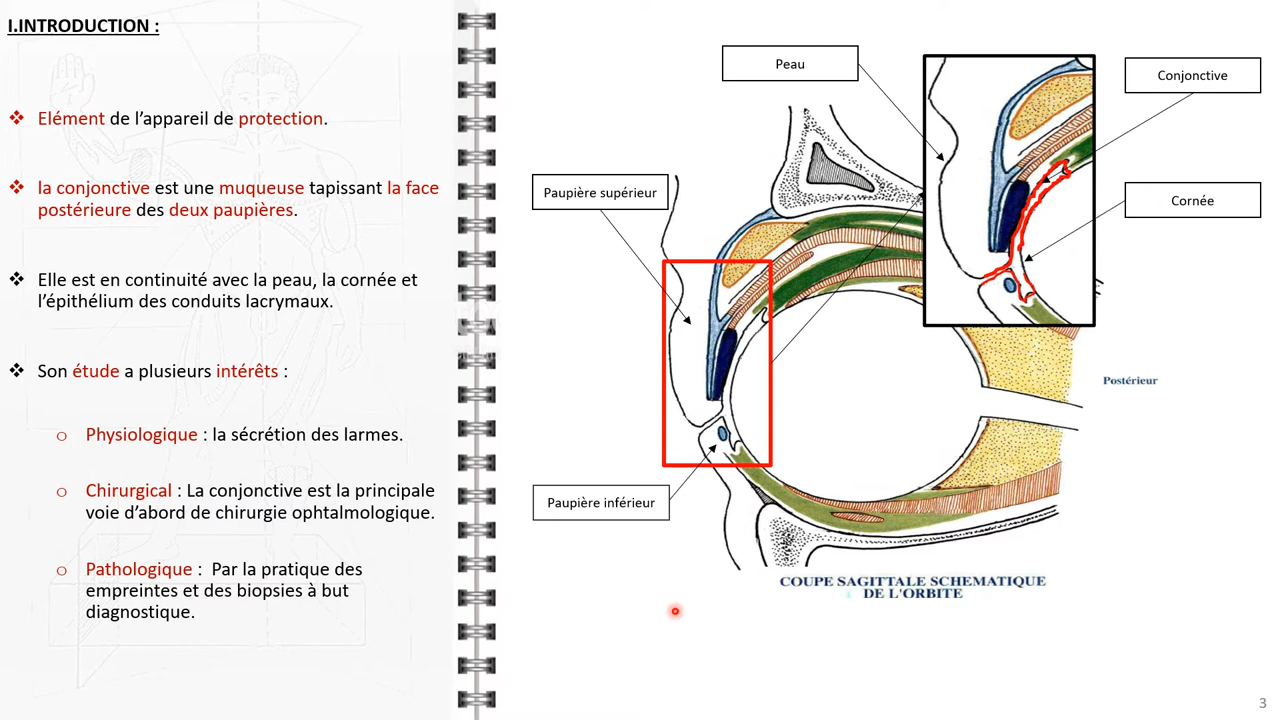 I.INTRODUCTION :
❖ Elément de l’appareil de protection.
❖ la conjonctive est une muqueuse tapissant la face
postérieure des deux paupières.
❖ Elle est en continuité avec la peau, la cornée et
l’épithélium des conduits lacrymaux.
❖ Son étude a plusieurs intérêts :
o Physiologique : la sécrétion des larmes.
o Chirurgical : La conjonctive est la principale
voie d’abord de chirurgie ophtalmologique.
o Pathologique : Par la pratique des
empreintes et des biopsies à but
diagnostique.
Peau
Conjonctive
Paupière supérieur
Cornée
Postérieur
Paupière inférieur
COUPE SAGITTALE SCHEMATIQUE
DE L'ORBITE
3